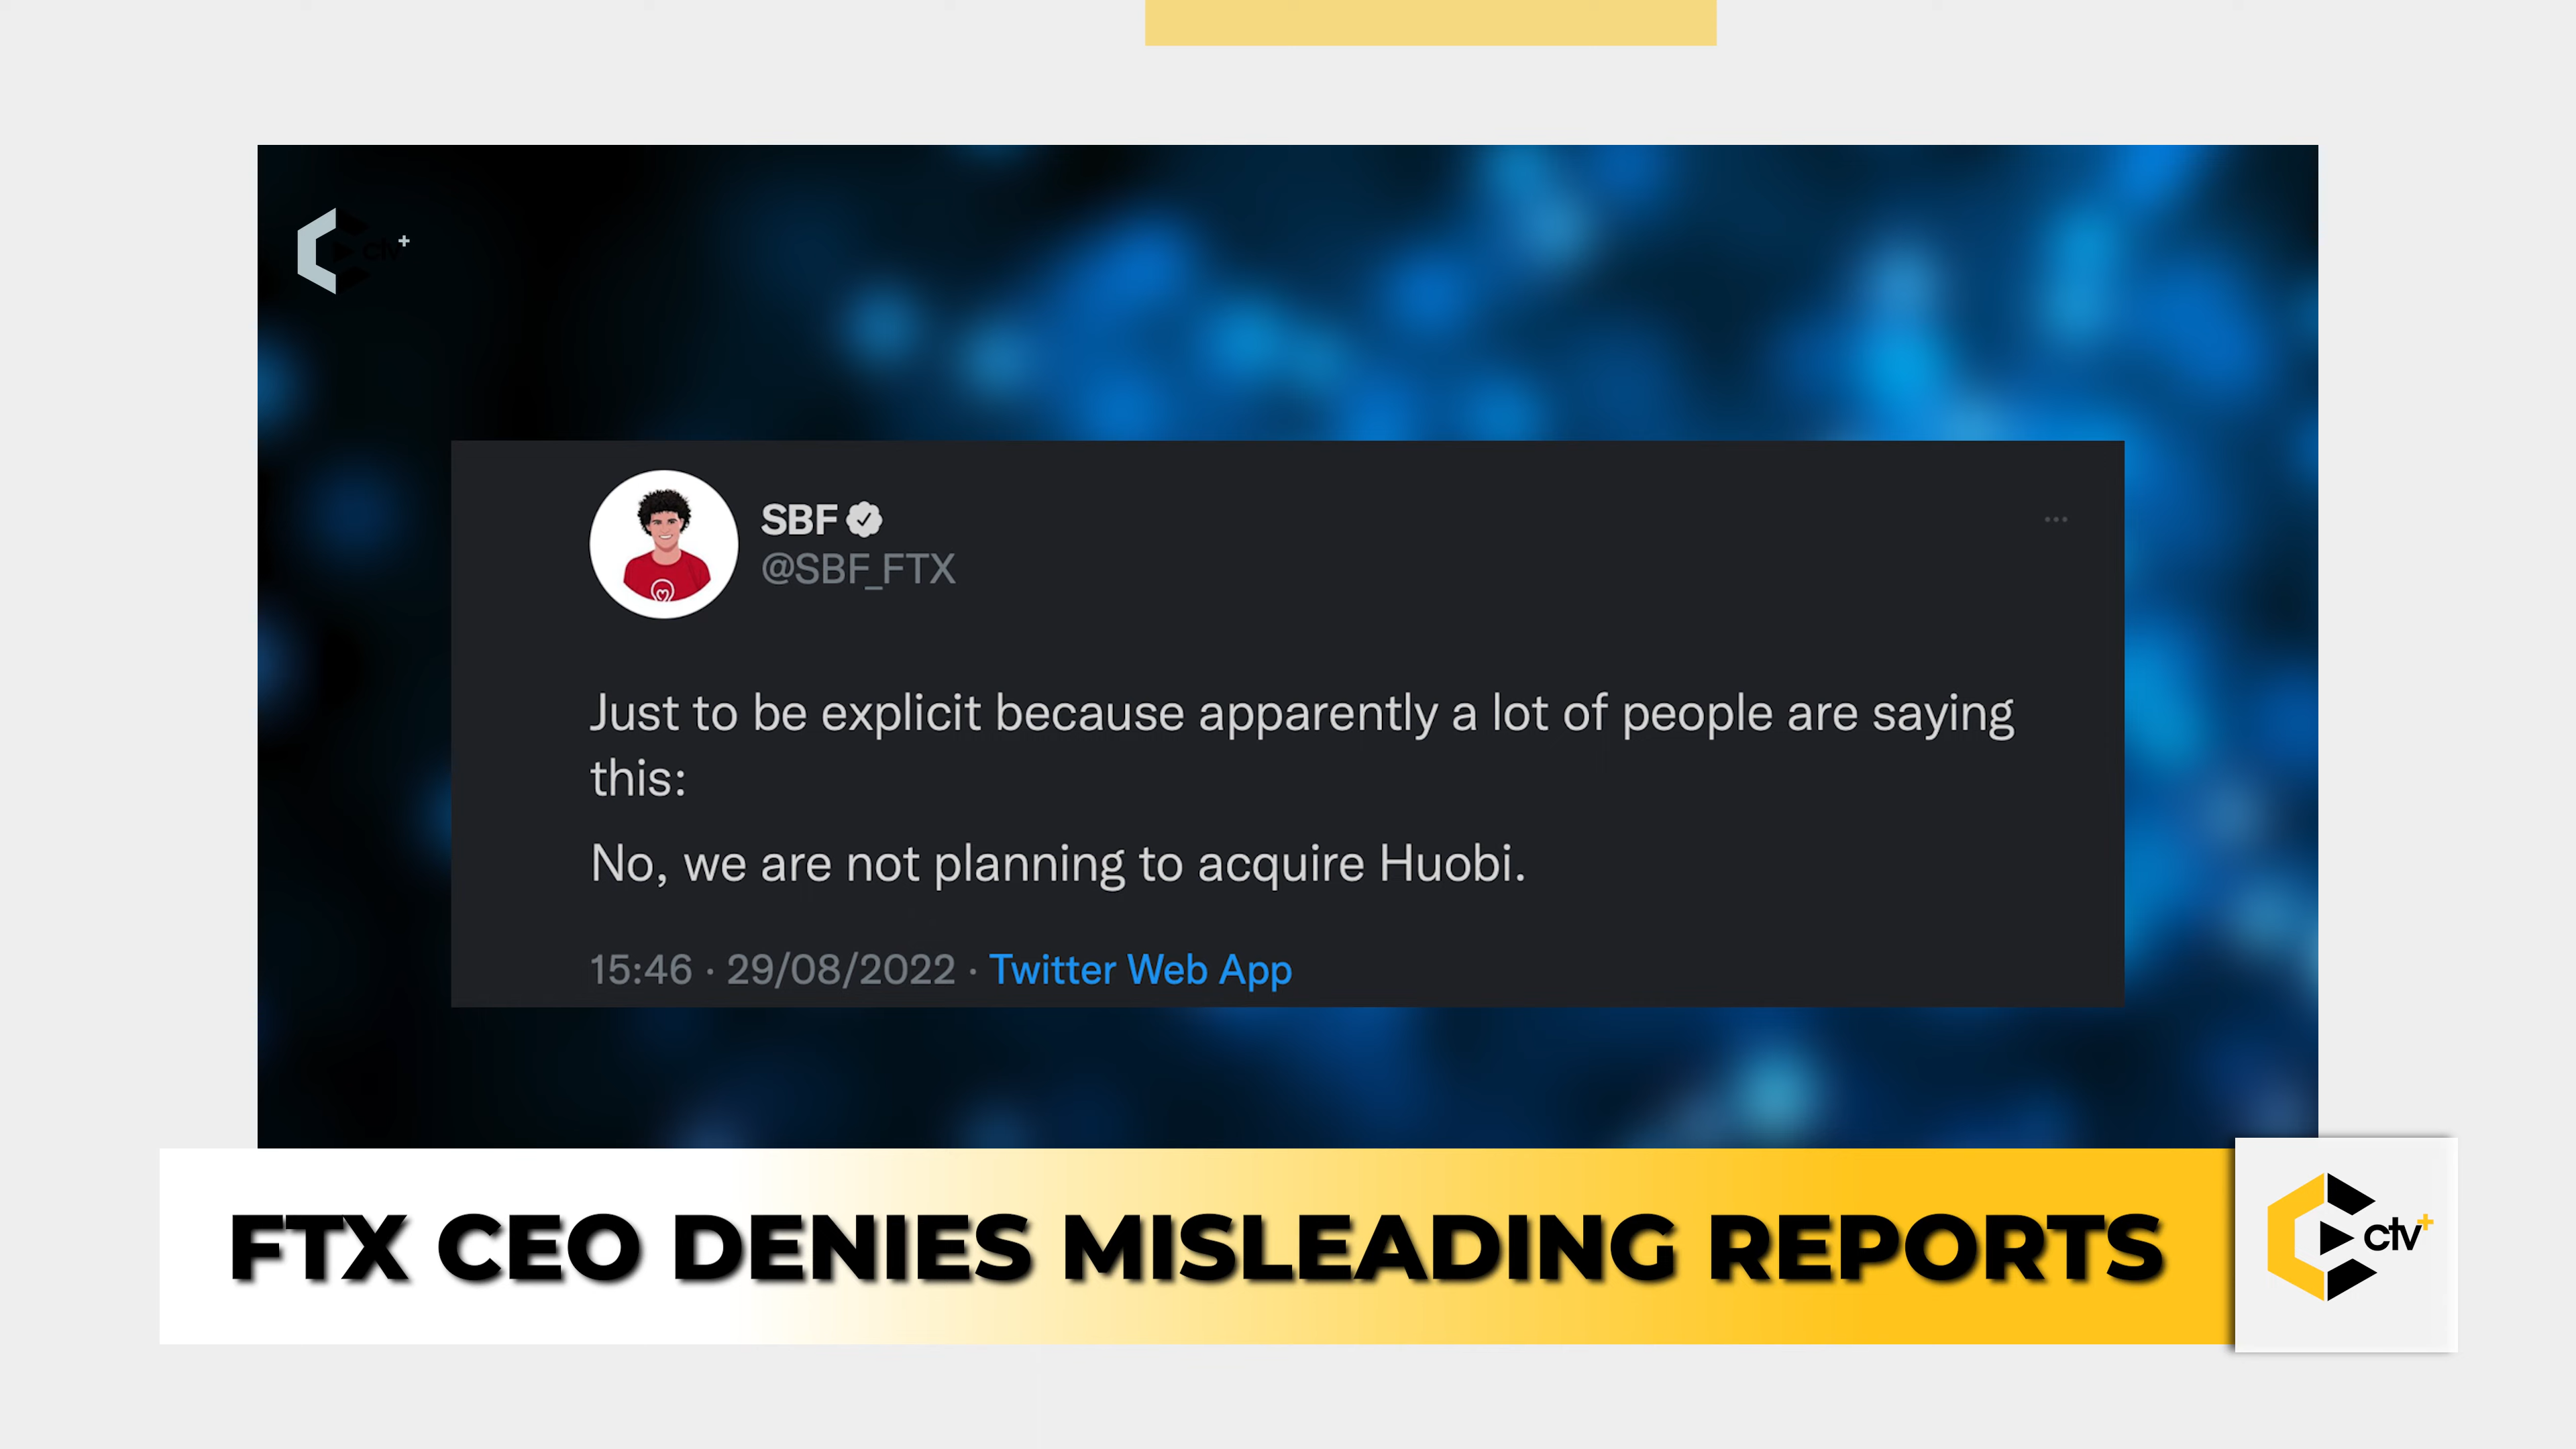 ctv+
SBF
@SBF_FTX
...
Just to be explicit because apparently a lot of people are saying
this:
No, we are not planning to acquire Huobi.
15:46 · 29/08/2022 · Twitter Web App
FTX CEO DENIES MISLEADING REPORTS
ctv+